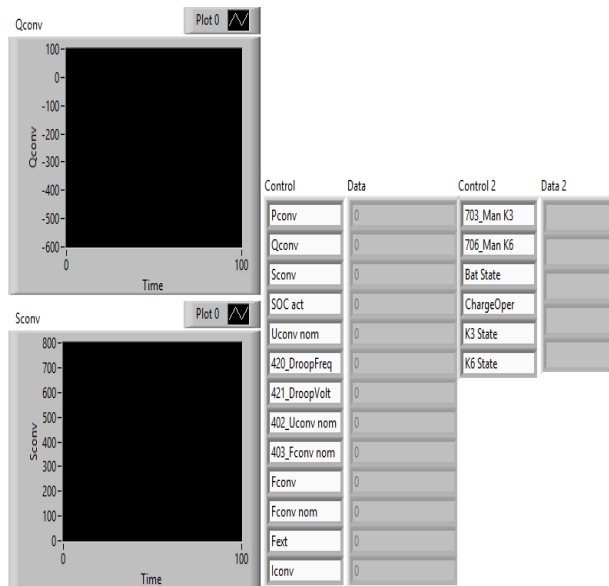 Qconv
Plot 0
100
0
-100
-200
-300
-400
-500
-600
Qconv
0
100
Time
Sconv
Plot 0
800
700
600
500
400
300
200
100
0
Sconv
0
100
Time
Control Data Control 2 Data 2
Pconv 0 703_Man K3
Qconv 0 706_Man K6
Sconv 0 Bat State
SOC act 0 ChargeOper
Uconv nom 0 K3 State
420_DroopFreq 0 K6 State
421_DroopVolt 0
402_Uconv nom 0
403_Fconv nom 0
Fconv 0
Fconv nom 0
Fext 0
Iconv 0